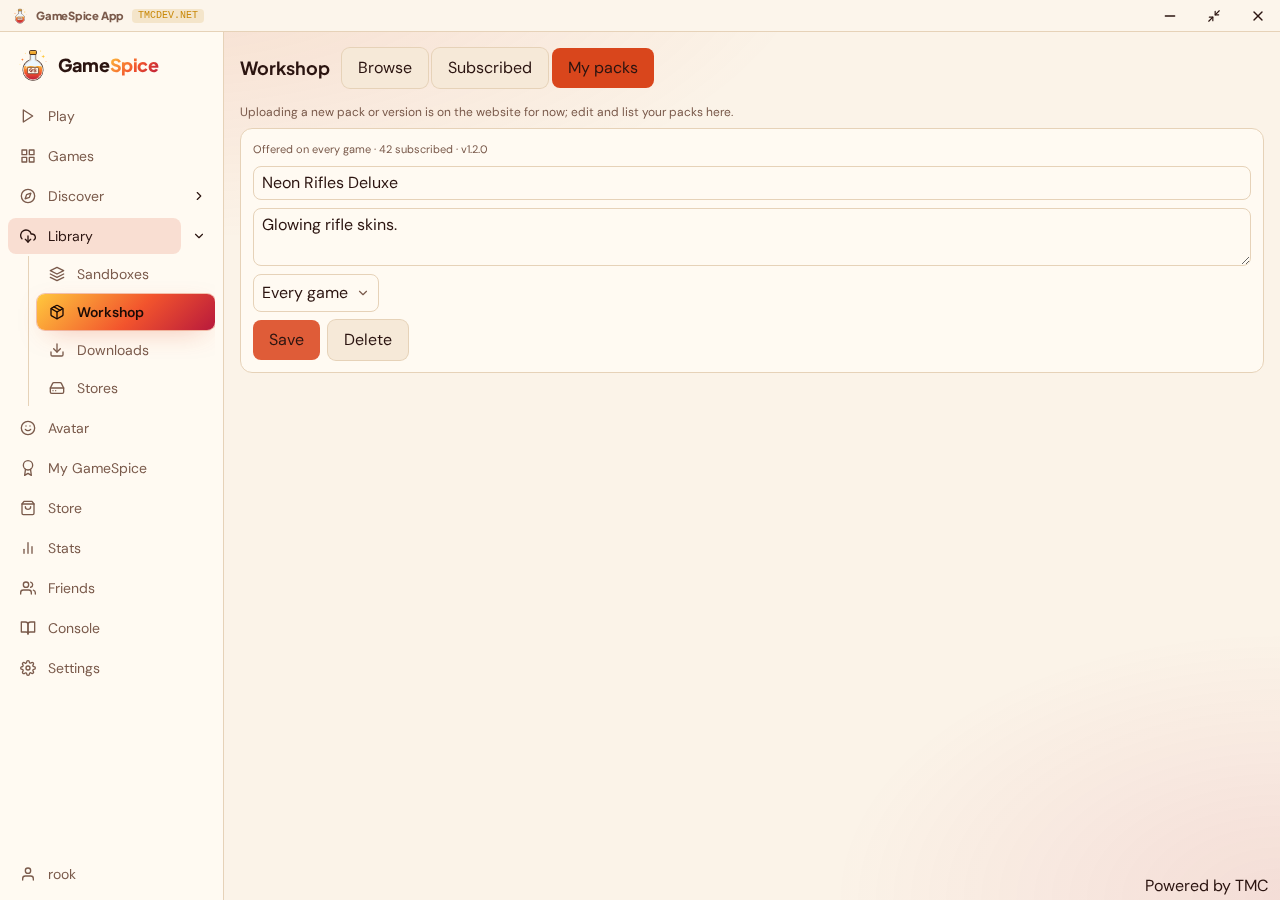 GameSpice App TMCDEV.NET
GameSpice
Play
Games
Discover
Library
Sandboxes
Workshop
Downloads
Stores
Avatar
My GameSpice
Store
Stats
Friends
Console
Settings
rook
Workshop Browse Subscribed My packs
Uploading a new pack or version is on the website for now; edit and list your packs here.
Offered on every game · 42 subscribed · v1.2.0
Neon Rifles Deluxe
Glowing rifle skins.
Every game
Save Delete
Powered by TMC